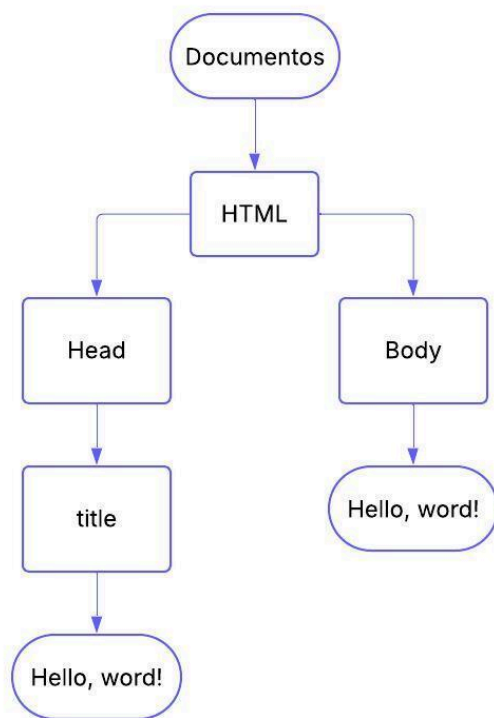 Documentos
HTML
Head
Body
title
Hello, word!
Hello, word!